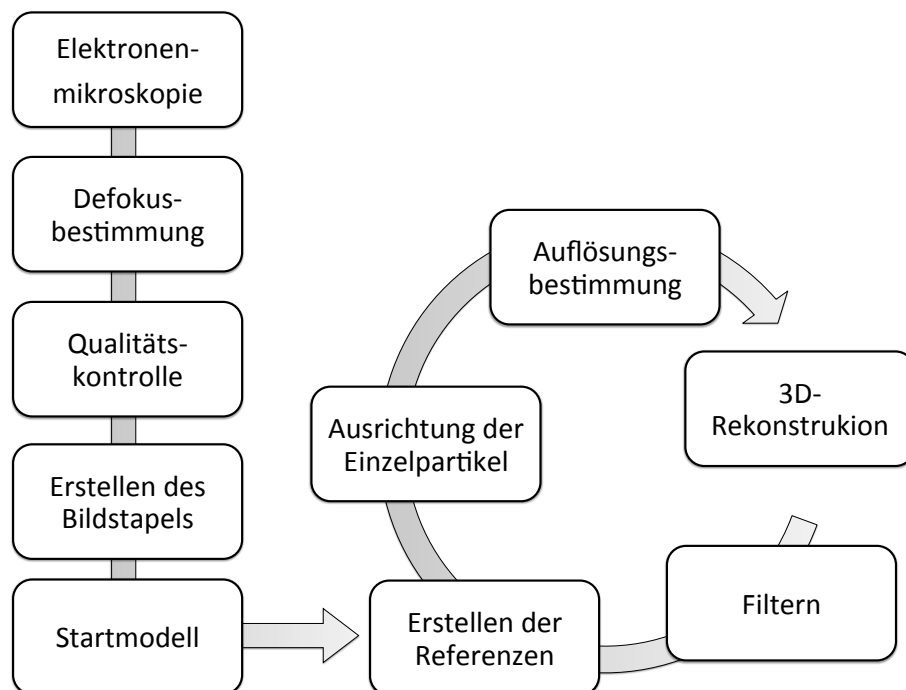 Elektronen-
mikroskopie
Defokus-
bestimmung
Qualitäts-
kontrolle
Erstellen des
Bildstapels
Startmodell
Erstellen der
Referenzen
Ausrichtung der
Einzelpartikel
Auflösungs-
bestimmung
3D-
Rekonstrukion
Filtern